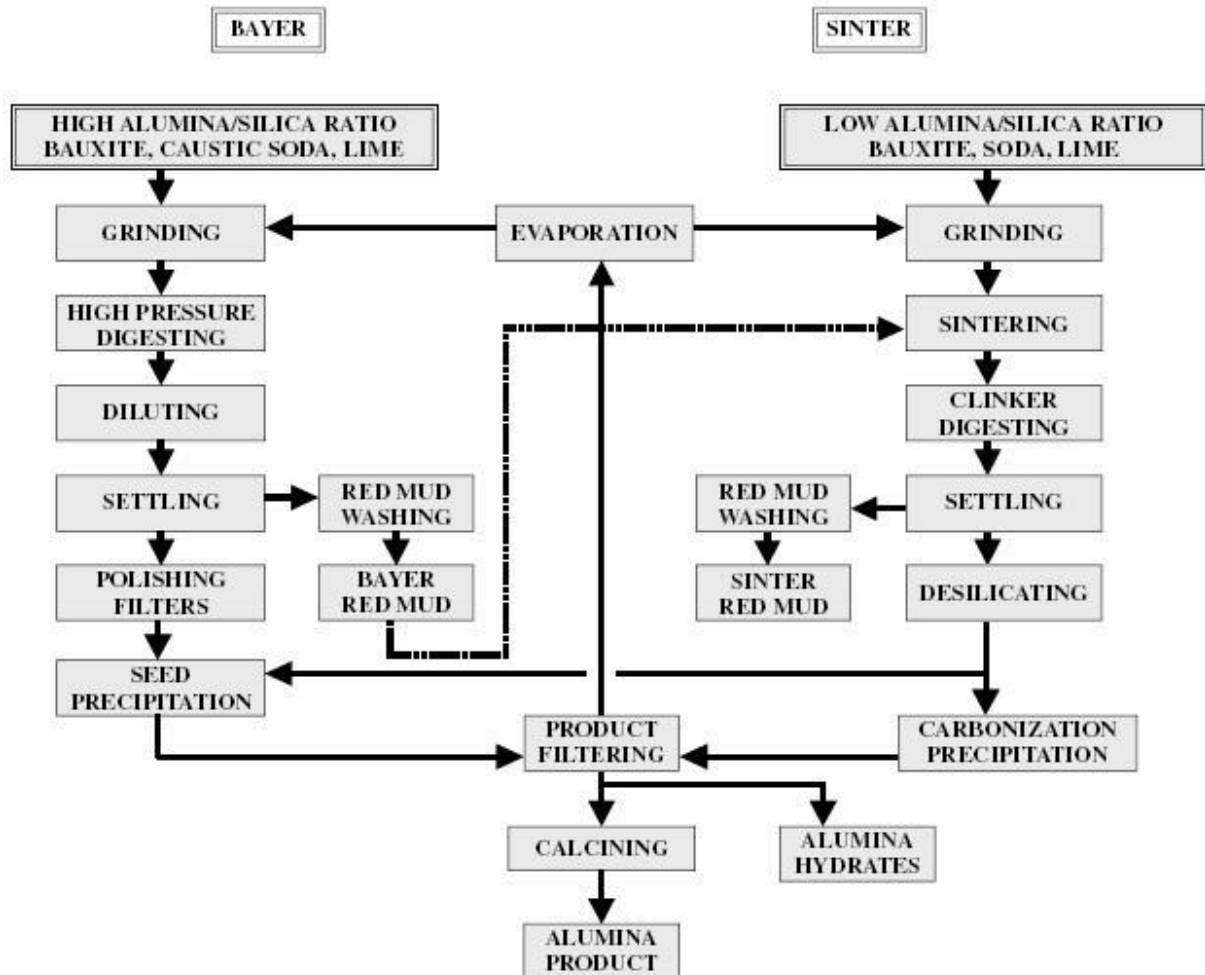 BAYER
SINTER
HIGH ALUMINA/SILICA RATIO
BAUXITE, CAUSTIC SODA, LIME
LOW ALUMINA/SILICA RATIO
BAUXITE, SODA, LIME
GRINDING
EVAPORATION
GRINDING
HIGH PRESSURE
DIGESTING
SINTERING
DILUTING
CLINKER
DIGESTING
SETTLING
RED MUD
WASHING
RED MUD
WASHING
SETTLING
POLISHING
FILTERS
BAYER
RED MUD
SINTER
RED MUD
DESILICATING
SEED
PRECIPITATION
PRODUCT
FILTERING
CARBONIZATION
PRECIPITATION
CALCINING
ALUMINA
HYDRATES
ALUMINA
PRODUCT